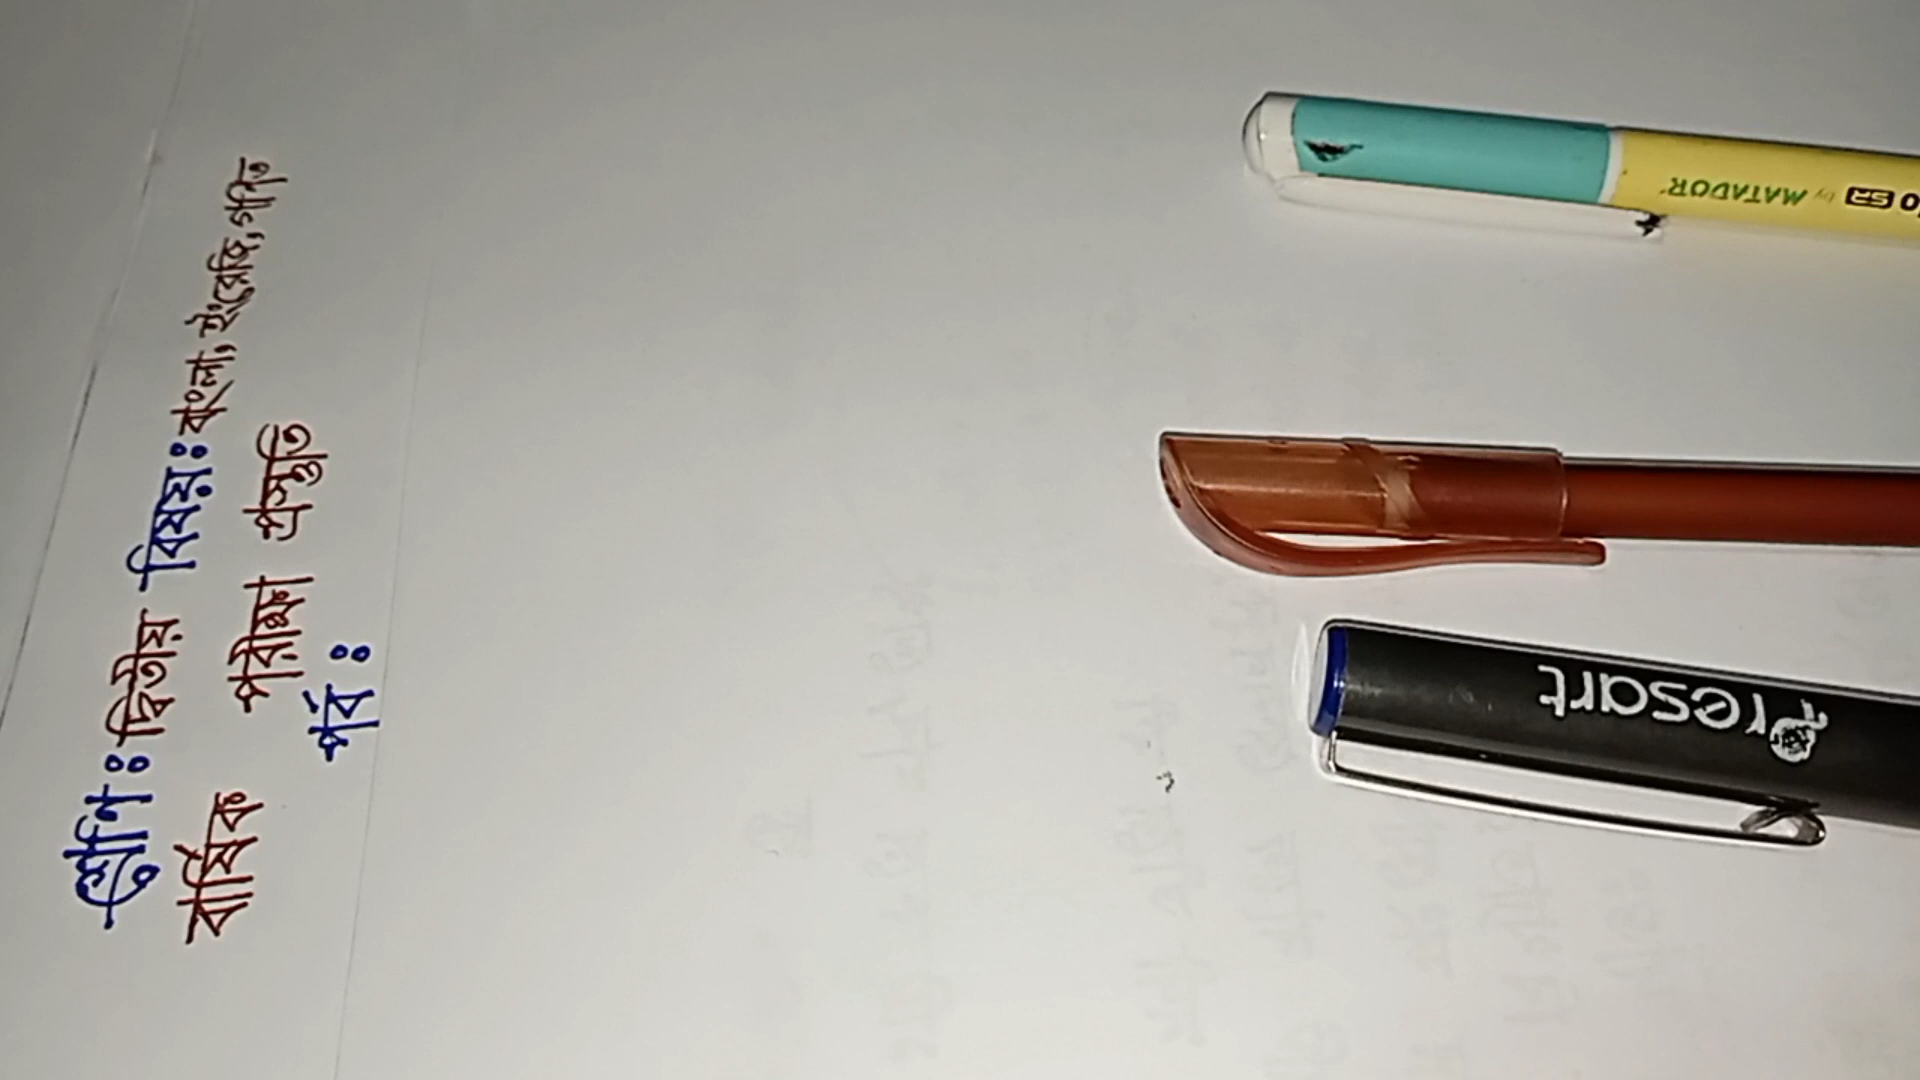 শ্রেণি: দ্বিতীয় বিষয়: বাংলা, ইংরেজি, গণিত
বার্ষিক পরীক্ষা প্রস্তুতি
পর্ব:
MATADOR
Presart